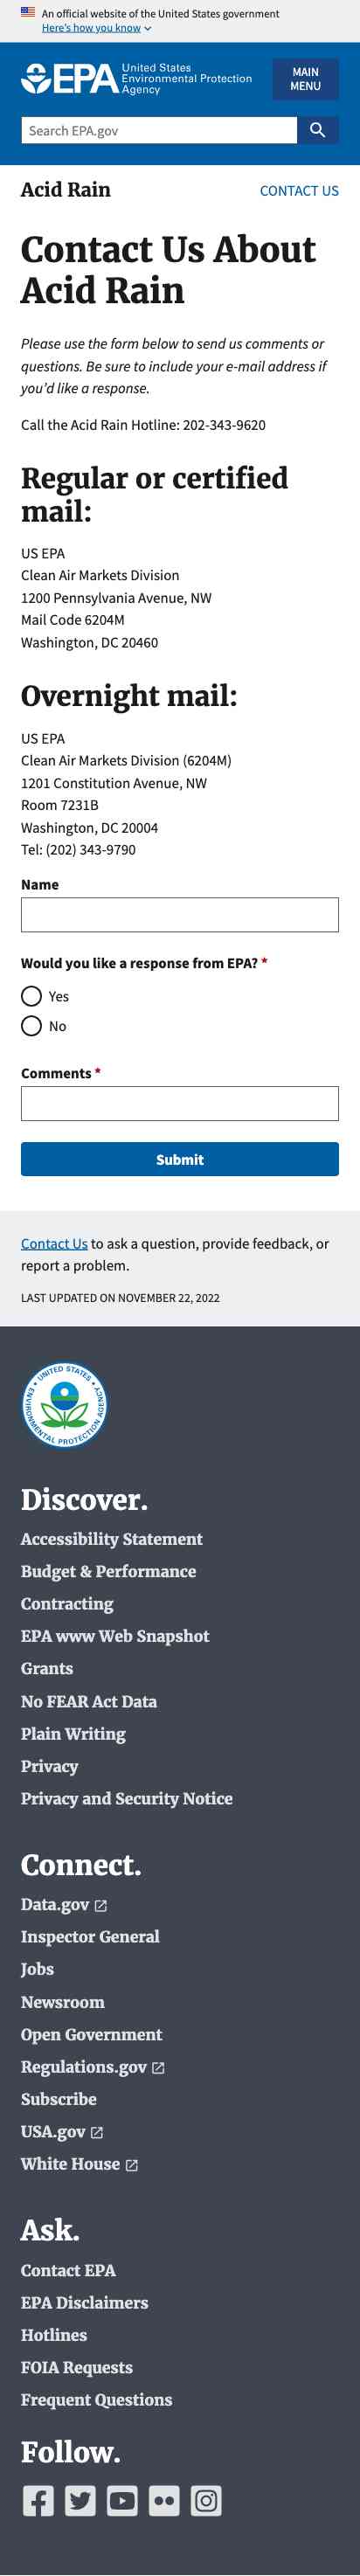 An official website of the United States government
Here's how you know
EPA United States
Environmental Protection
Agency
MAIN
MENU
Search EPA.gov
Acid Rain
CONTACT US
Contact Us About
Acid Rain
Please use the form below to send us comments or
questions. Be sure to include your e-mail address if
you'd like a response.
Call the Acid Rain Hotline: 202-343-9620
Regular or certified
mail:
US EPA
Clean Air Markets Division
1200 Pennsylvania Avenue, NW
Mail Code 6204M
Washington, DC 20460
Overnight mail:
US EPA
Clean Air Markets Division (6204M)
1201 Constitution Avenue, NW
Room 7231B
Washington, DC 20004
Tel: (202) 343-9790
Name
Would you like a response from EPA? *
Yes
No
Comments *
Submit
Contact Us to ask a question, provide feedback, or
report a problem.
LAST UPDATED ON NOVEMBER 22, 2022
UNITED STATES
ENVIRONMENTAL PROTECTION AGENCY
Discover.
Accessibility Statement
Budget & Performance
Contracting
EPA www Web Snapshot
Grants
No FEAR Act Data
Plain Writing
Privacy
Privacy and Security Notice
Connect.
Data.gov
Inspector General
Jobs
Newsroom
Open Government
Regulations.gov
Subscribe
USA.gov
White House
Ask.
Contact EPA
EPA Disclaimers
Hotlines
FOIA Requests
Frequent Questions
Follow.